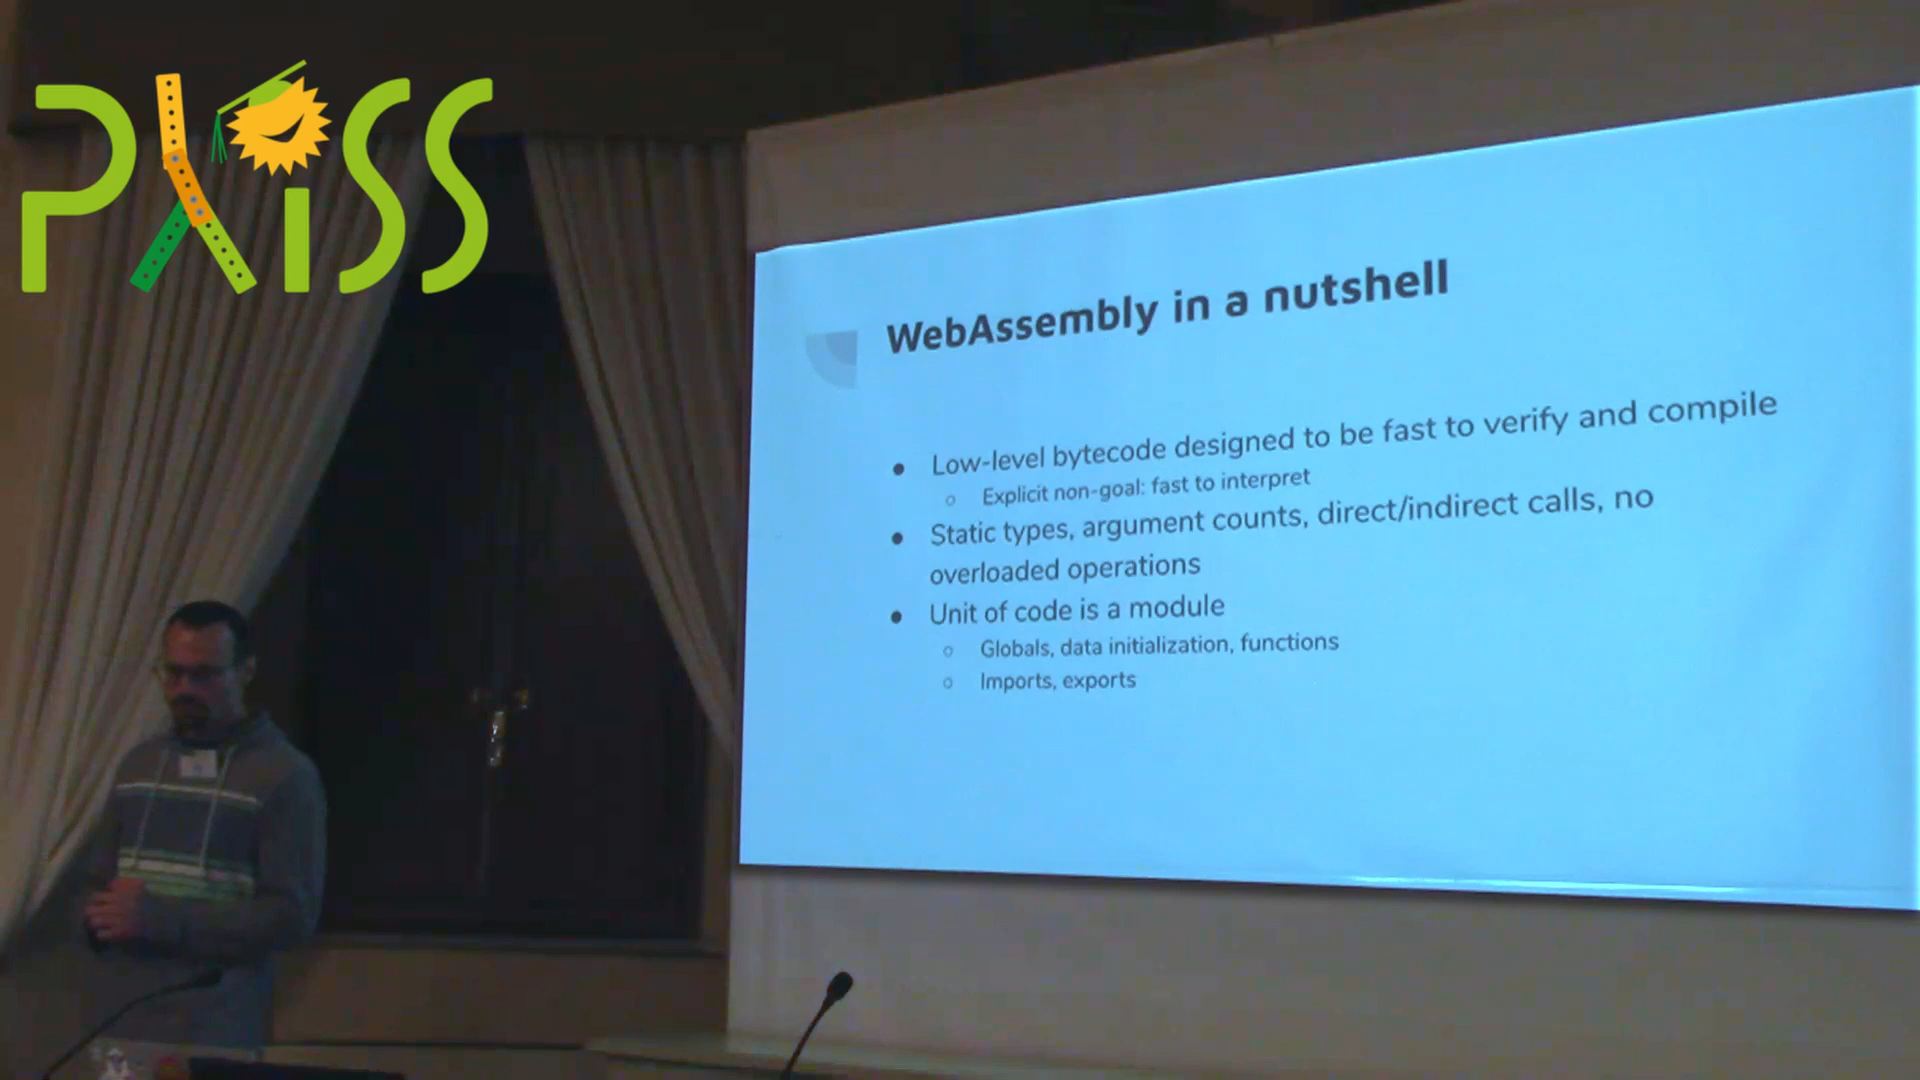 PLISS
WebAssembly in a nutshell
● Low-level bytecode designed to be fast to verify and compile
○ Explicit non-goal: fast to interpret
● Static types, argument counts, direct/indirect calls, no
overloaded operations
● Unit of code is a module
○ Globals, data initialization, functions
○ Imports, exports